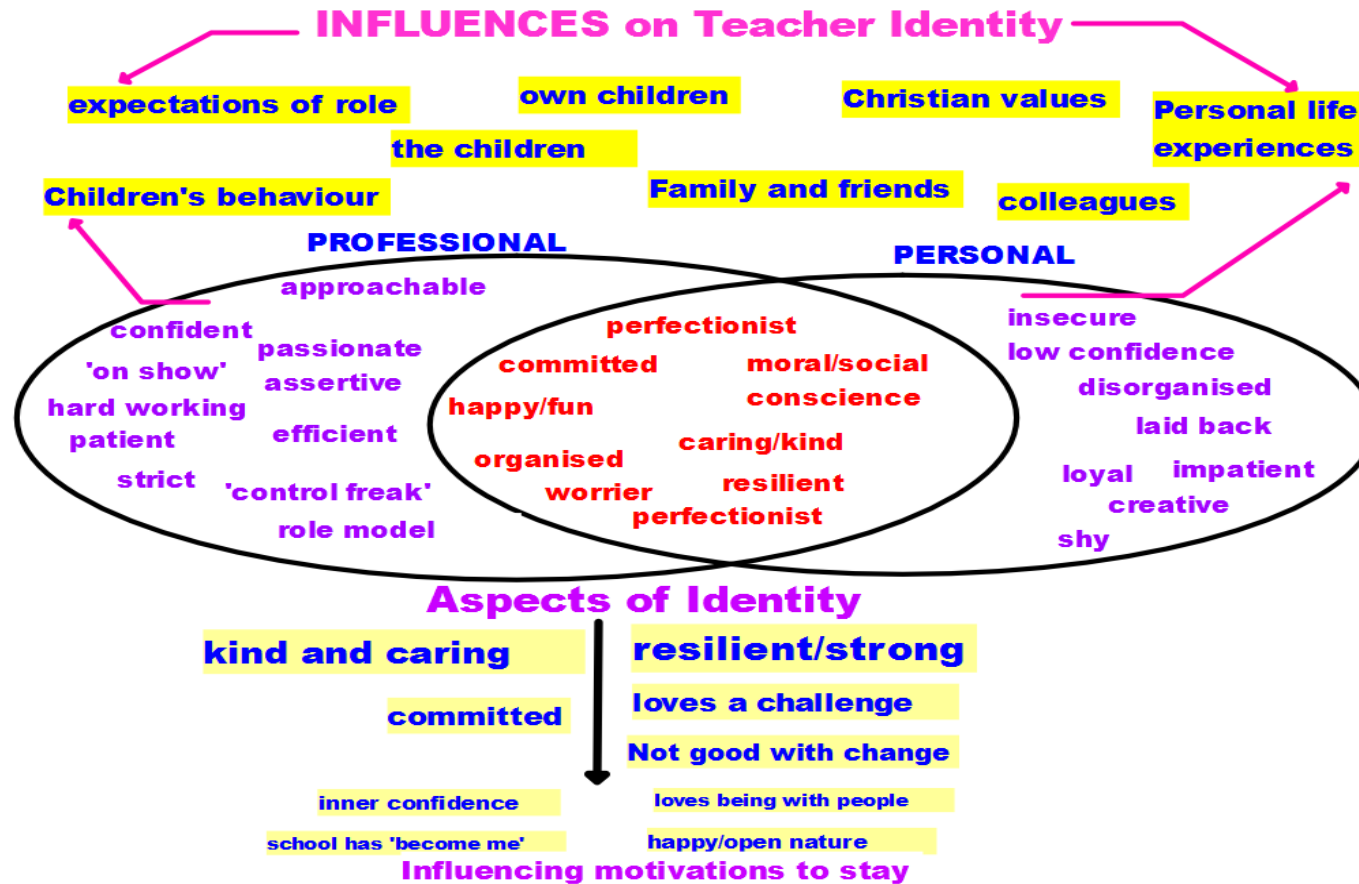 INFLUENCES on Teacher Identity
expectations of role
own children
Christian values
Personal life
experiences
the children
Children's behaviour
Family and friends
colleagues
PROFESSIONAL
PERSONAL
approachable
confident
passionate
'on show'
assertive
hard working
patient
efficient
strict
'control freak'
role model
perfectionist
committed
moral/social
conscience
happy/fun
caring/kind
organised
worrier
resilient
perfectionist
insecure
low confidence
disorganised
laid back
loyal
impatient
creative
shy
Aspects of Identity
kind and caring
resilient/strong
committed
loves a challenge
Not good with change
inner confidence
loves being with people
school has 'become me'
happy/open nature
Influencing motivations to stay